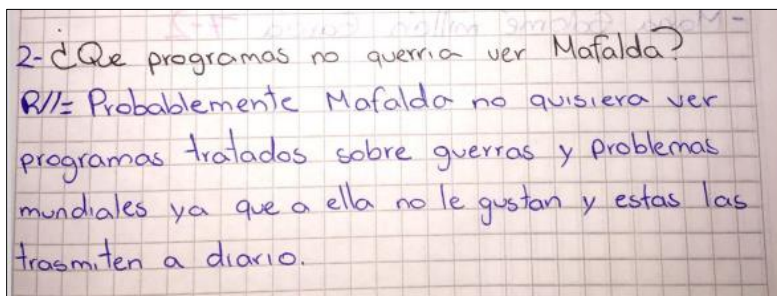 2- ¿Qe programas no querria ver Mafalda?
R//= Probablemente Mafalda no quisiera ver
programas tratados sobre guerras y problemas
mundiales ya que a ella no le gustan y estas las
trasmiten a diario.